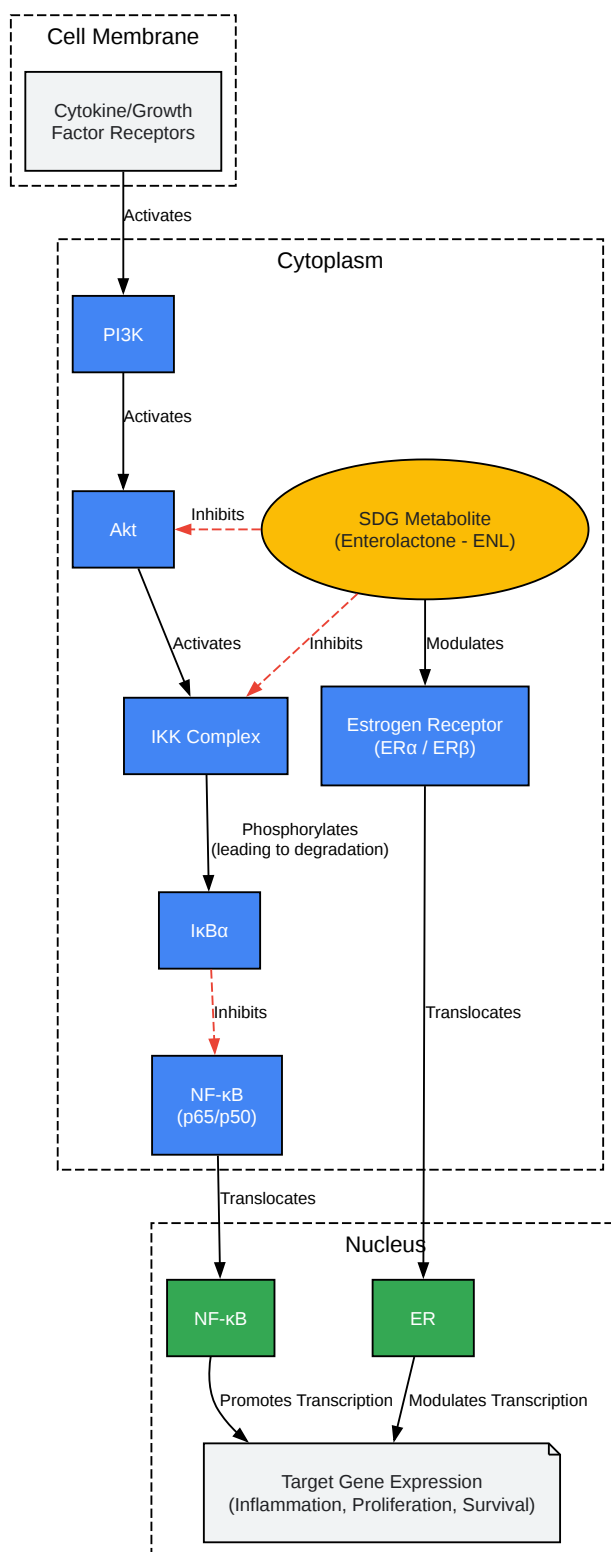 Cell Membrane
Cytokine/Growth
Factor Receptors
Activates
Cytoplasm
PI3K
Activates
Akt
Inhibits
SDG Metabolite
(Enterolactone - ENL)
Activates
Inhibits
Modulates
IKK Complex
Estrogen Receptor
(ERα / ERβ)
Phosphorylates
(leading to degradation)
IκBα
Inhibits
Translocates
NF-κB
(p65/p50)
Translocates
Nucleus
NF-κB
ER
Promotes Transcription
Modulates Transcription
Target Gene Expression
(Inflammation, Proliferation, Survival)